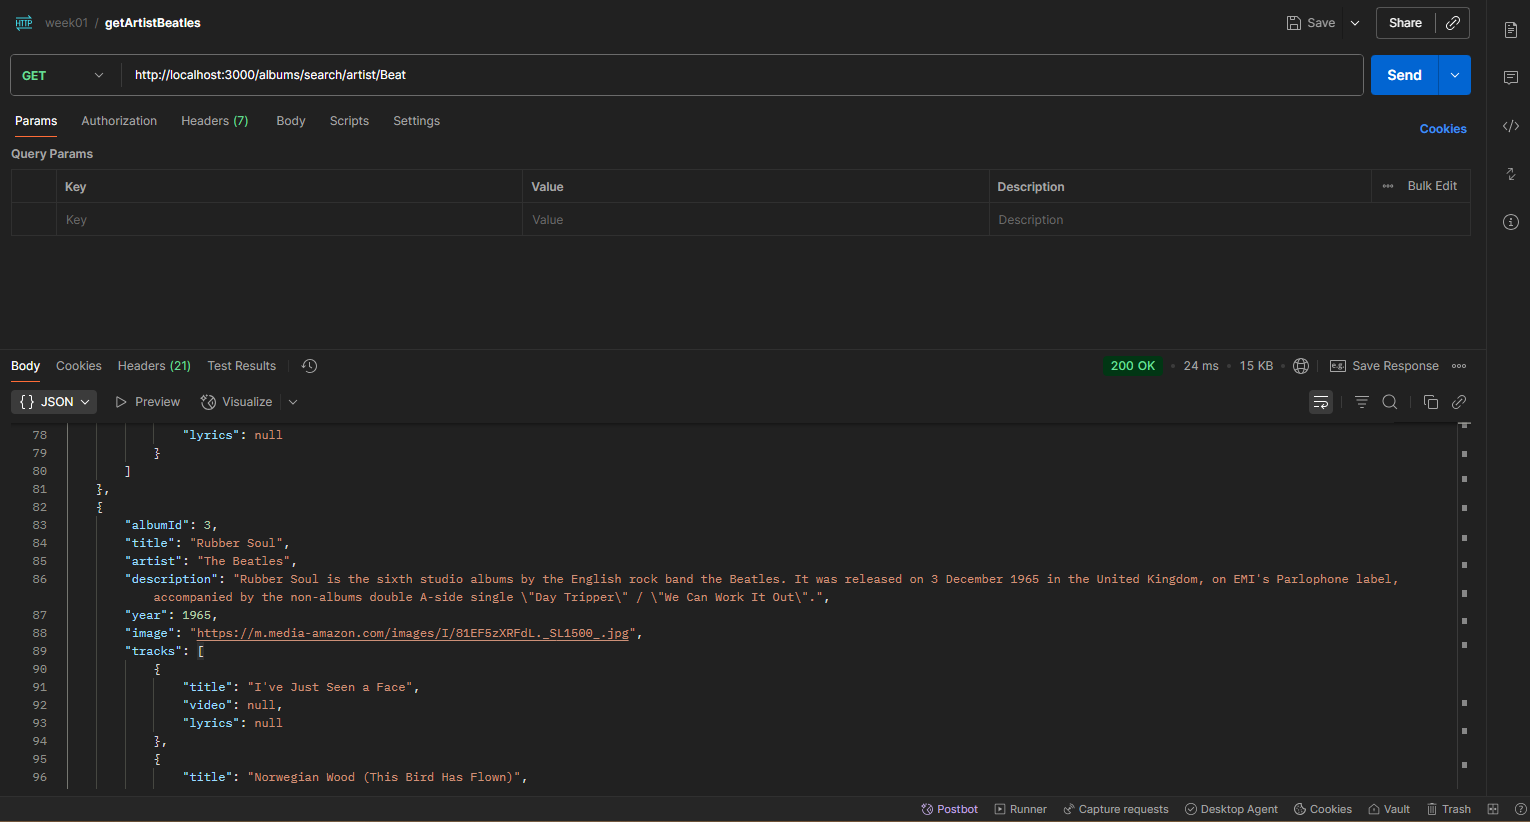 HTTP week01 / getArtistBeatles Save Share
GET http://localhost:3000/albums/search/artist/Beat Send
Params Authorization Headers (7) Body Scripts Settings Cookies
Query Params
Key Value Description ••• Bulk Edit
Key Value Description
Body Cookies Headers (21) Test Results 200 OK • 24 ms • 15 KB • e.g. Save Response •••
{} JSON Preview Visualize
78 "lyrics": null
79 }
80 ]
81 },
82 {
83 "albumId": 3,
84 "title": "Rubber Soul",
85 "artist": "The Beatles",
86 "description": "Rubber Soul is the sixth studio albums by the English rock band the Beatles. It was released on 3 December 1965 in the United Kingdom, on EMI's Parlophone label,
accompanied by the non-albums double A-side single \"Day Tripper\" / \"We Can Work It Out\".",
87 "year": 1965,
88 "image": "https://m.media-amazon.com/images/I/81EF5zXRFdL._SL1500_.jpg",
89 "tracks": [
90 {
91 "title": "I've Just Seen a Face",
92 "video": null,
93 "lyrics": null
94 },
95 {
96 "title": "Norwegian Wood (This Bird Has Flown)",
Postbot Runner Capture requests Desktop Agent Cookies Vault Trash